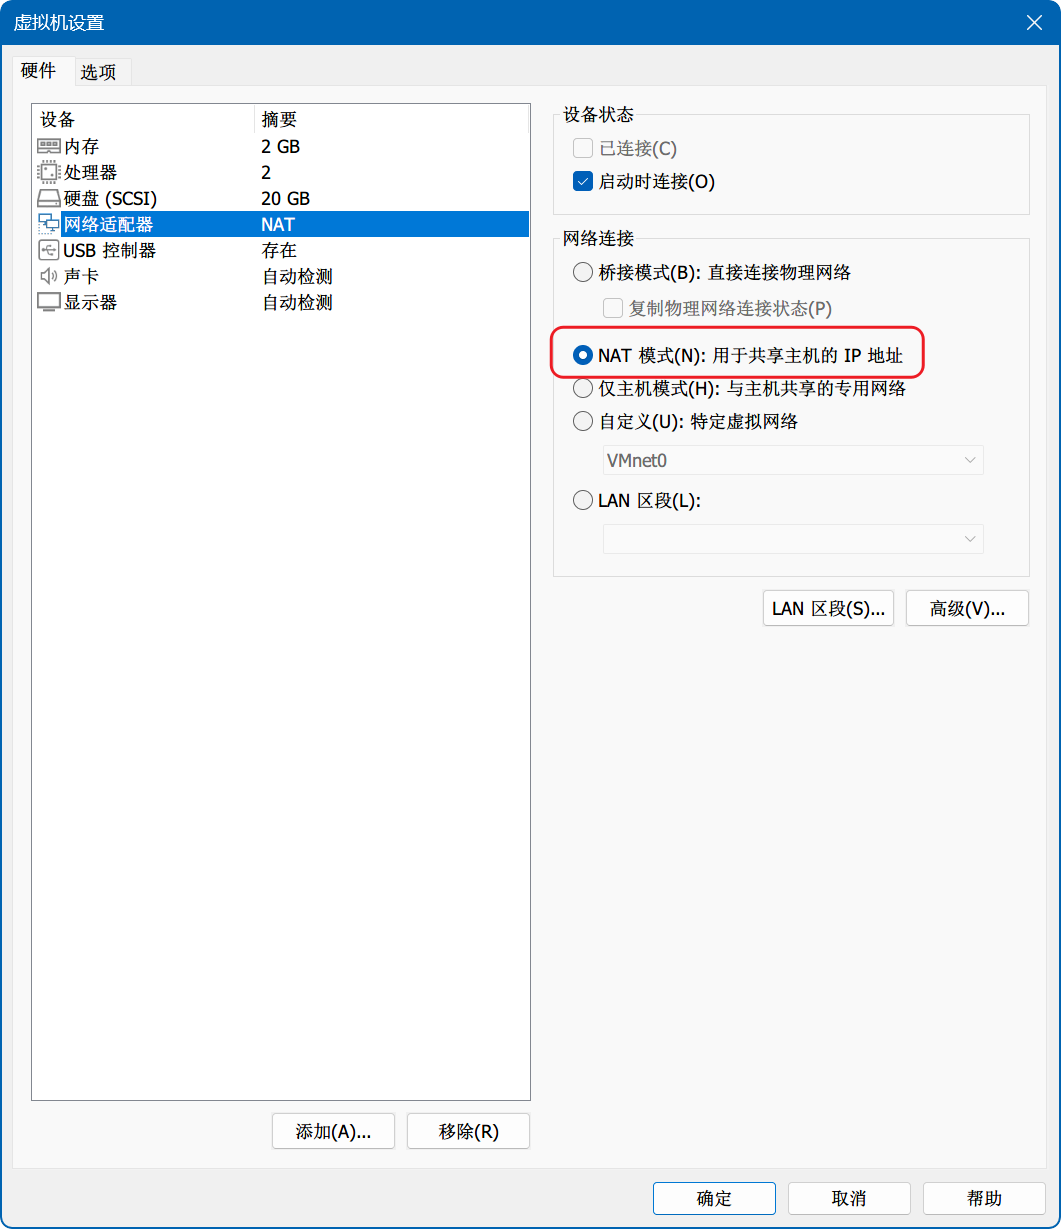 虚拟机设置
硬件 选项
设备 摘要
内存 2 GB
处理器 2
硬盘 (SCSI) 20 GB
网络适配器 NAT
USB 控制器 存在
声卡 自动检测
显示器 自动检测
添加(A)... 移除(R)
设备状态
已连接(C)
启动时连接(O)
网络连接
桥接模式(B): 直接连接物理网络
复制物理网络连接状态(P)
NAT 模式(N): 用于共享主机的 IP 地址
仅主机模式(H): 与主机共享的专用网络
自定义(U): 特定虚拟网络
VMnet0
LAN 区段(L):
LAN 区段(S)... 高级(V)...
确定 取消 帮助